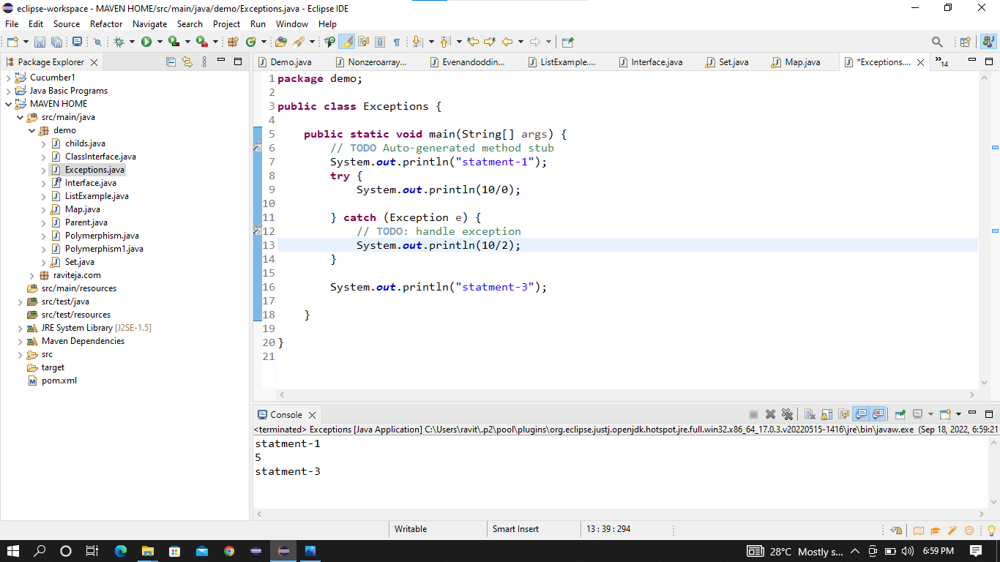 eclipse-workspace - MAVEN HOME/src/main/java/demo/Exceptions.java - Eclipse IDE
File Edit Source Refactor Navigate Search Project Run Window Help
Package Explorer
Cucumber1
Java Basic Programs
MAVEN HOME
src/main/java
demo
childs.java
ClassInterface.java
Exceptions.java
Interface.java
ListExample.java
Map.java
Parent.java
Polymorphism.java
Polymorphism1.java
Set.java
raviteja.com
src/main/resources
src/test/java
src/test/resources
JRE System Library [J2SE-1.5]
Maven Dependencies
src
target
pom.xml
Demo.java Nonzeroarray... Evenandoddin... ListExample.... Interface.java Set.java Map.java *Exceptions.... »14
1 package demo;
2
3 public class Exceptions {
4
5 public static void main(String[] args) {
6 // TODO Auto-generated method stub
7 System.out.println("statment-1");
8 try {
9 System.out.println(10/0);
10
11 } catch (Exception e) {
12 // TODO: handle exception
13 System.out.println(10/2);
14 }
15
16 System.out.println("statment-3");
17
18 }
19
20 }
21
Console
<terminated> Exceptions [Java Application] C:\Users\ravit\.p2\pool\plugins\org.eclipse.justj.openjdk.hotspot.jre.full.win32.x86_64_17.0.3.v20220515-1416\jre\bin\javaw.exe (Sep 18, 2022, 6:59:21
statment-1
5
statment-3
Writable Smart Insert 13 : 39 : 294
28°C Mostly s... 6:59 PM